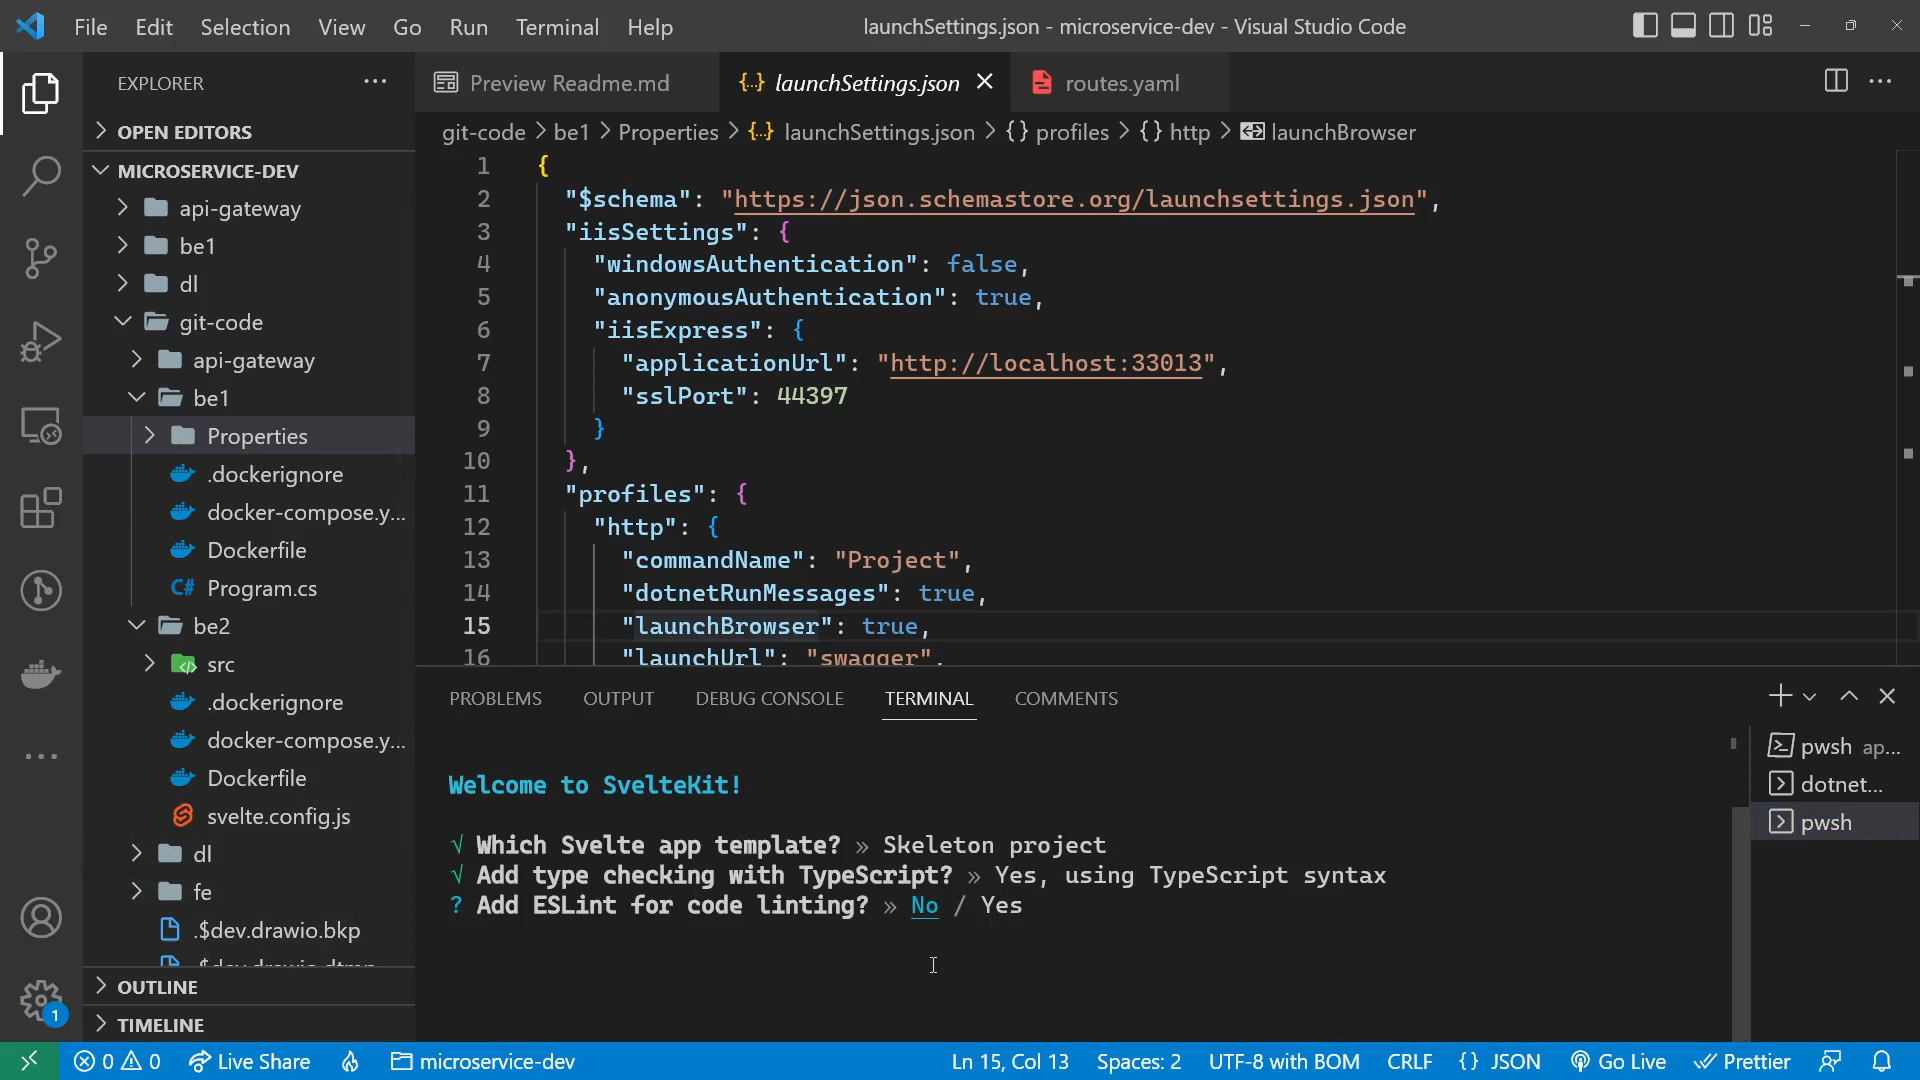 File Edit Selection View Go Run Terminal Help
launchSettings.json - microservice-dev - Visual Studio Code
EXPLORER
OPEN EDITORS
MICROSERVICE-DEV
api-gateway
be1
dl
git-code
api-gateway
be1
Properties
.dockerignore
docker-compose.y...
Dockerfile
C# Program.cs
be2
src
.dockerignore
docker-compose.y...
Dockerfile
svelte.config.js
dl
fe
.$dev.drawio.bkp
.$dev.drawio.dtmp
OUTLINE
TIMELINE
1
Preview Readme.md
{..} launchSettings.json
routes.yaml
git-code > be1 > Properties > {..} launchSettings.json > {} profiles > {} http > launchBrowser
1 {
2 "$schema": "https://json.schemastore.org/launchsettings.json",
3 "iisSettings": {
4 "windowsAuthentication": false,
5 "anonymousAuthentication": true,
6 "iisExpress": {
7 "applicationUrl": "http://localhost:33013",
8 "sslPort": 44397
9 }
10 },
11 "profiles": {
12 "http": {
13 "commandName": "Project",
14 "dotnetRunMessages": true,
15 "launchBrowser": true,
16 "launchUrl": "swagger",
PROBLEMS OUTPUT DEBUG CONSOLE TERMINAL COMMENTS
Welcome to SvelteKit!
√ Which Svelte app template? » Skeleton project
√ Add type checking with TypeScript? » Yes, using TypeScript syntax
? Add ESLint for code linting? » No / Yes
pwsh ap...
dotnet...
pwsh
0 0 Live Share microservice-dev
Ln 15, Col 13 Spaces: 2 UTF-8 with BOM CRLF {} JSON Go Live Prettier